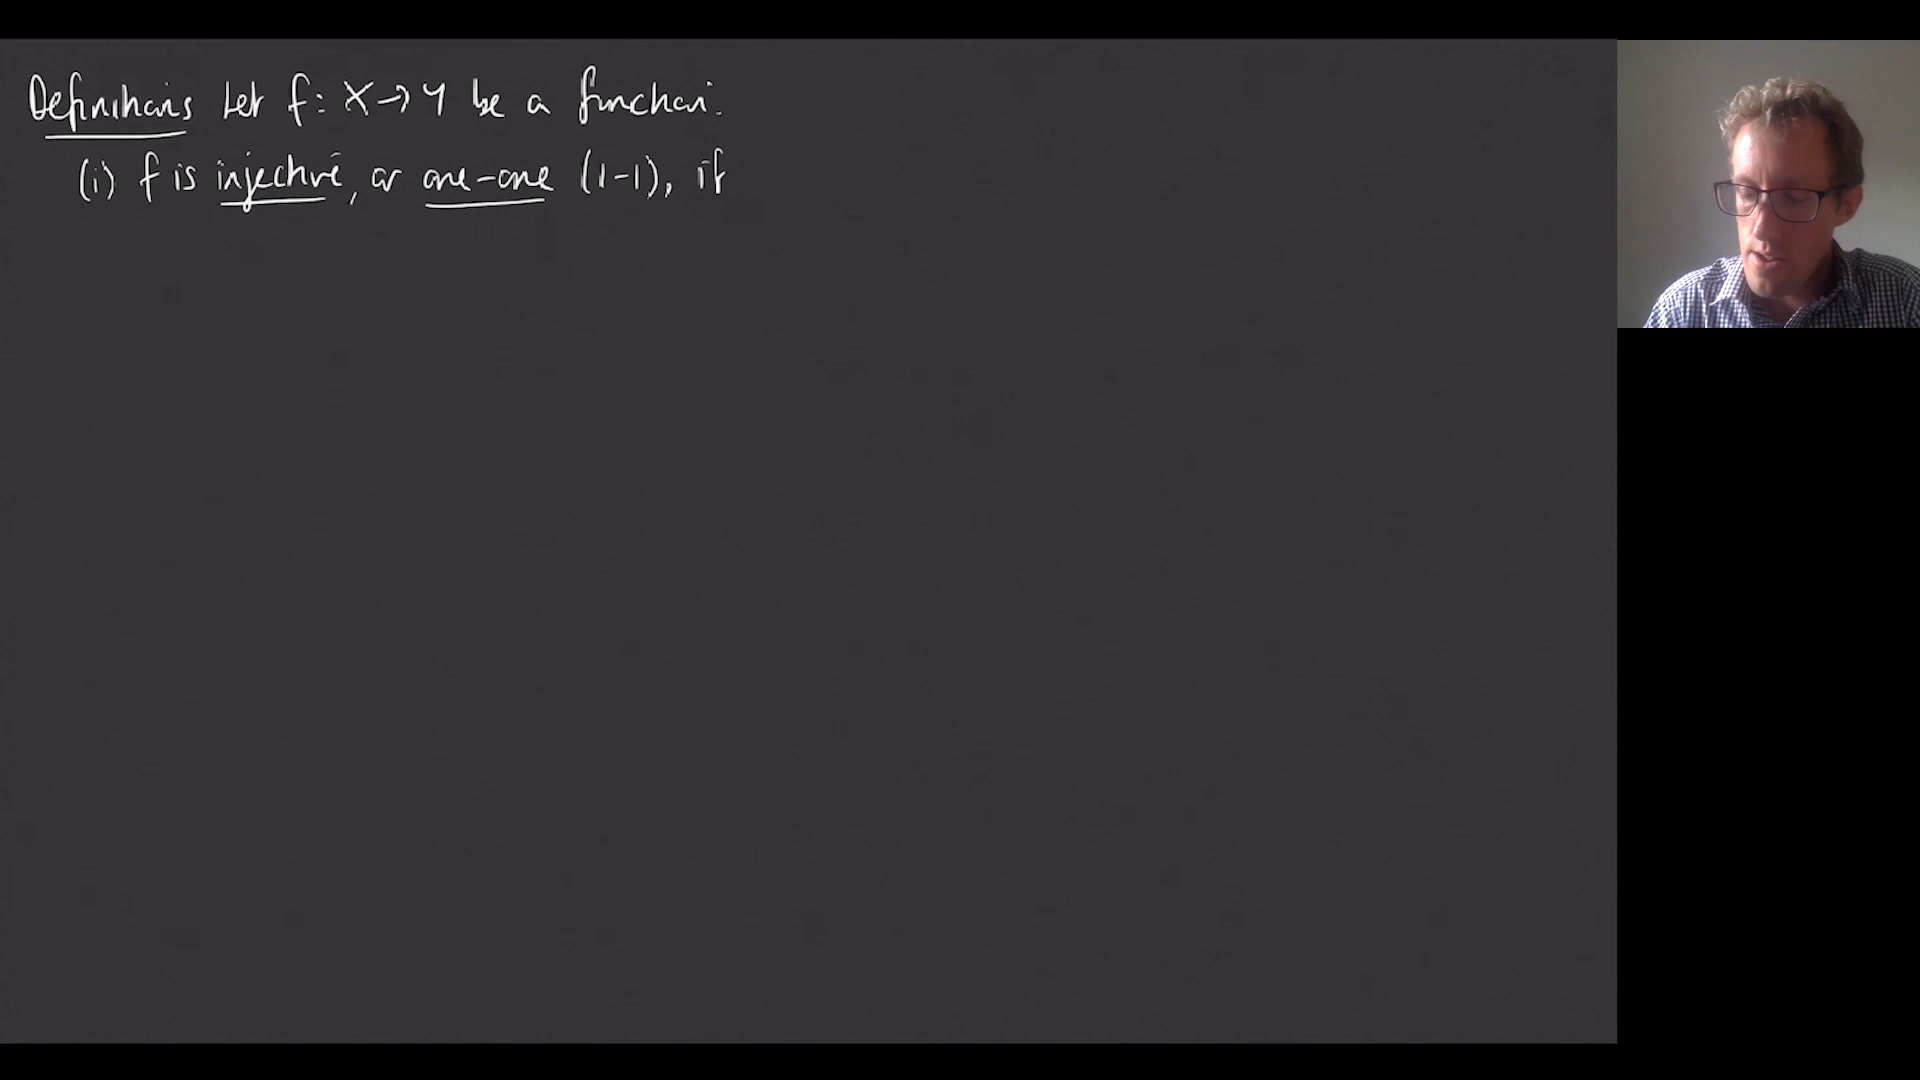 Definitions Let f: X → Y be a function.
(i) f is injective, or one-one (1-1), if